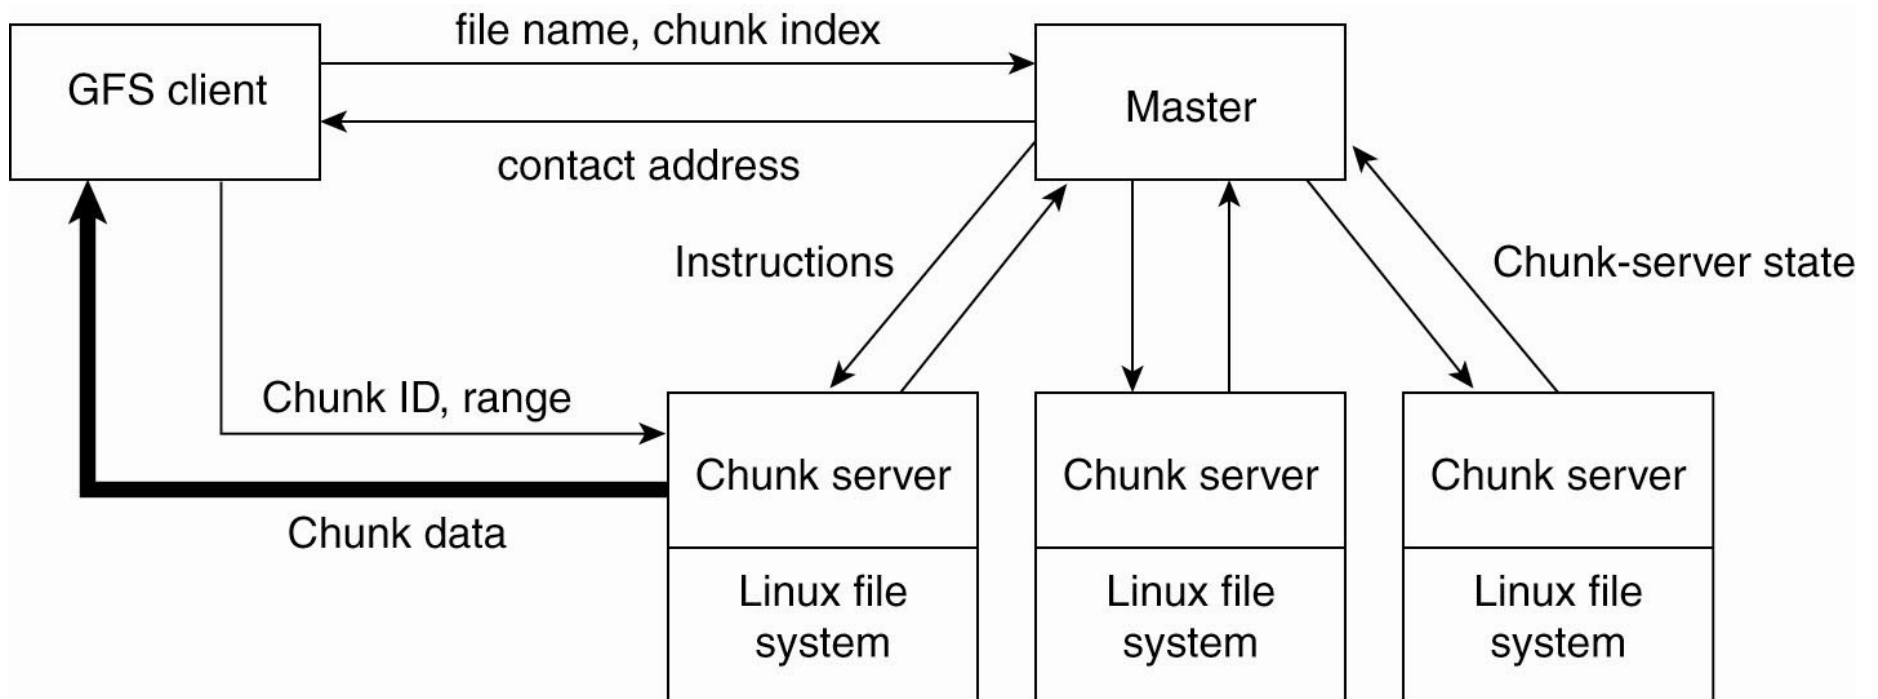 file name, chunk index
GFS client
Master
contact address
Instructions
Chunk-server state
Chunk ID, range
Chunk server
Chunk server
Chunk server
Chunk data
Linux file
system
Linux file
system
Linux file
system